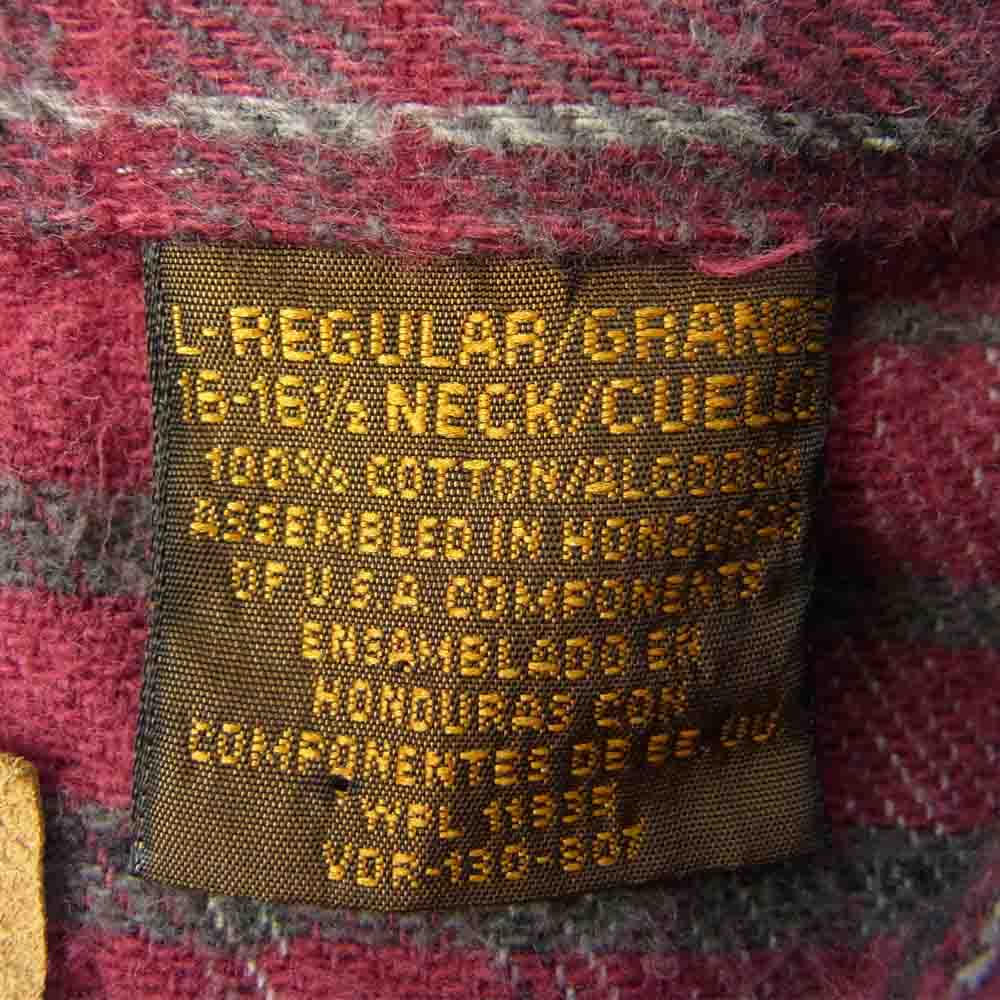 L-REGULAR/GRANDE
16-16½ NECK/CUELLO
100% COTTON/ALGODON
ASSEMBLED IN HONDURAS
OF U.S.A COMPONENTS
ENSAMBLADO EN
HONDURAS CON
COMPONENTES DE EE.UU
WPL 11935
VDR-130-807